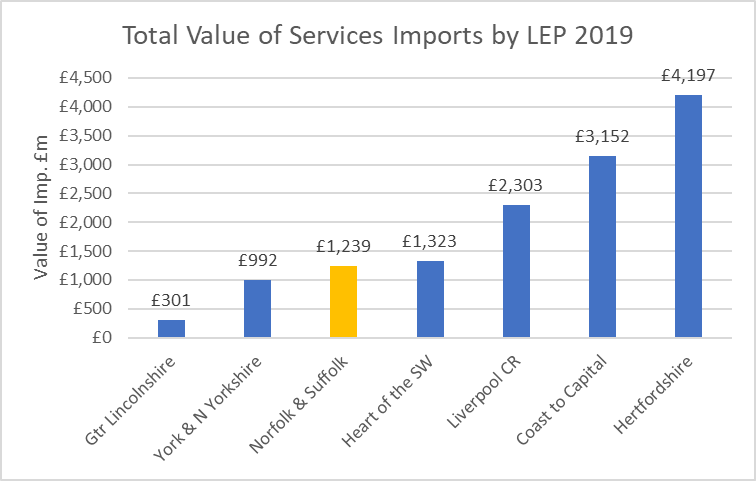 Total Value of Services Imports by LEP 2019
Value of Imp. £m
£4,500
£4,000
£3,500
£3,000
£2,500
£2,000
£1,500
£1,000
£500
£0
£301
£992
£1,239
£1,323
£2,303
£3,152
£4,197
Gtr Lincolnshire
York & N Yorkshire
Norfolk & Suffolk
Heart of the SW
Liverpool CR
Coast to Capital
Hertfordshire